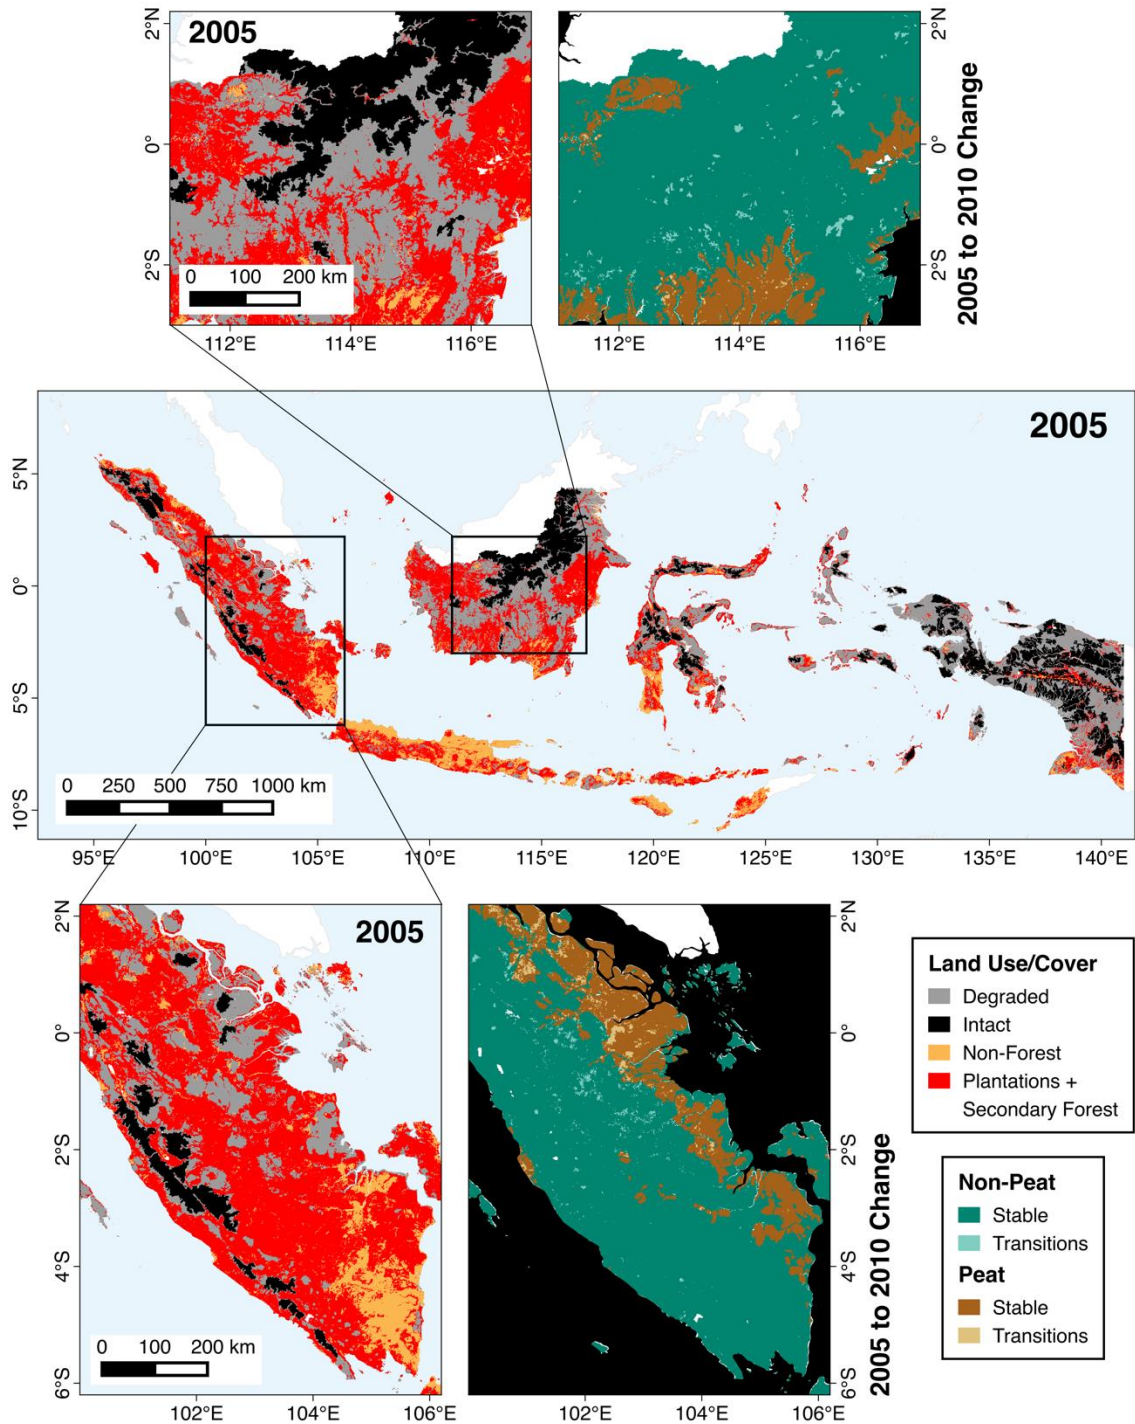 2005
2°N
0°
2°S
0 100 200 km
112°E 114°E 116°E
2°N
0°
2°S
112°E 114°E 116°E
2005 to 2010 Change
2005
5°N
0°
5°S
10°S
0 250 500 750 1000 km
95°E 100°E 105°E 110°E 115°E 120°E 125°E 130°E 135°E 140°E
2005
2°N
0°
2°S
4°S
6°S
0 100 200 km
102°E 104°E 106°E
2°N
0°
2°S
4°S
6°S
102°E 104°E 106°E
2005 to 2010 Change
Land Use/Cover
Degraded
Intact
Non-Forest
Plantations +
Secondary Forest
Non-Peat
Stable
Transitions
Peat
Stable
Transitions